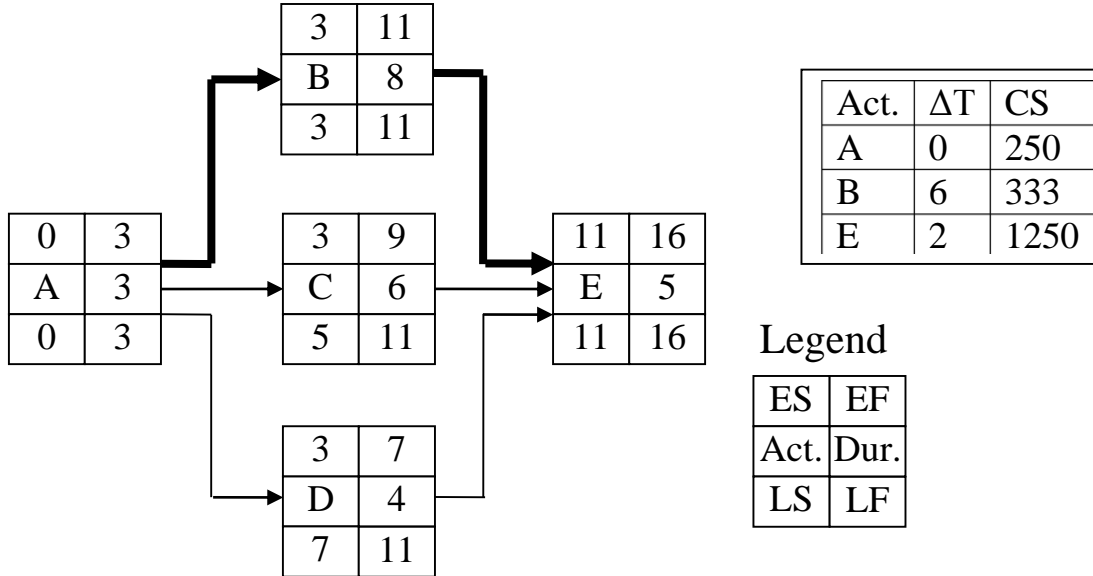 3 11
B 8
3 11
0 3
A 3
0 3
3 9
C 6
5 11
11 16
E 5
11 16
3 7
D 4
7 11
Act. ΔT CS
A 0 250
B 6 333
E 2 1250
Legend
ES EF
Act. Dur.
LS LF